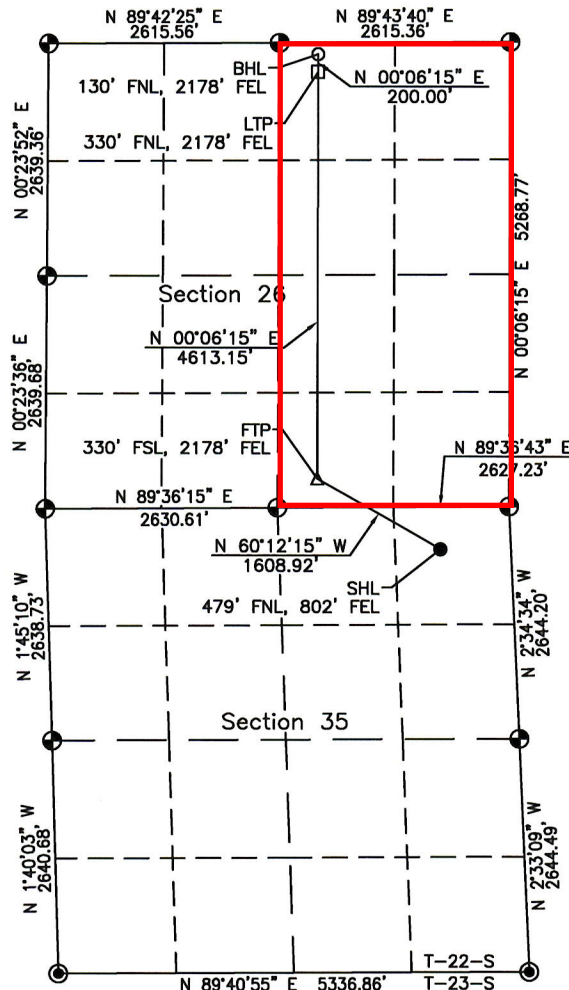 N 89°42'25" E
2615.56'
N 89°43'40" E
2615.36'
BHL
130' FNL, 2178' FEL
N 00°06'15" E
200.00'
LTP
330' FNL, 2178' FEL
N 00°23'52" E
2639.36'
N 00°06'15" E 5268.77'
Section 26
N 00°06'15" E
4613.15'
N 00°23'36" E
2639.68'
FTP
330' FSL, 2178' FEL
N 89°36'43" E
2627.23'
N 89°36'15" E
2630.61'
N 60°12'15" W
1608.92'
SHL
479' FNL, 802' FEL
N 1°45'10" W
2638.73'
N 2°34'34" W
2644.20'
Section 35
N 1°40'03" W
2640.68'
N 2°33'09" W
2644.49'
T-22-S
N 89°40'55" E 5336.86'
T-23-S